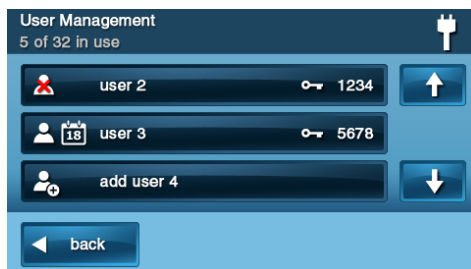 User Management
5 of 32 in use
user 2 1234
18 user 3 5678
add user 4
back